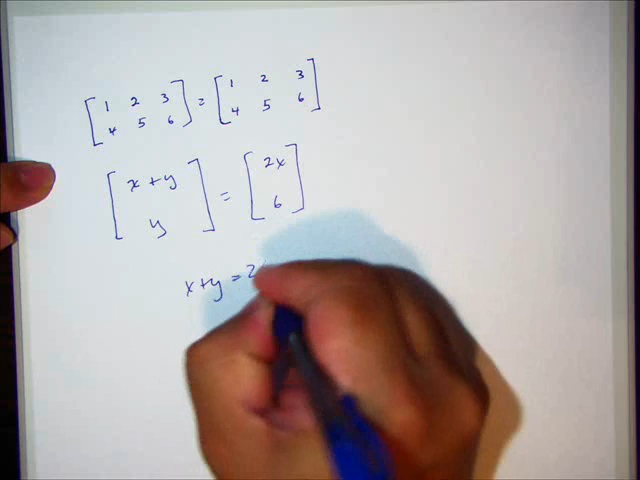 [1 2 3 = [1 2 3
4 5 6] 4 5 6]
[x + y = [2x
y] 6]
x+y = 2